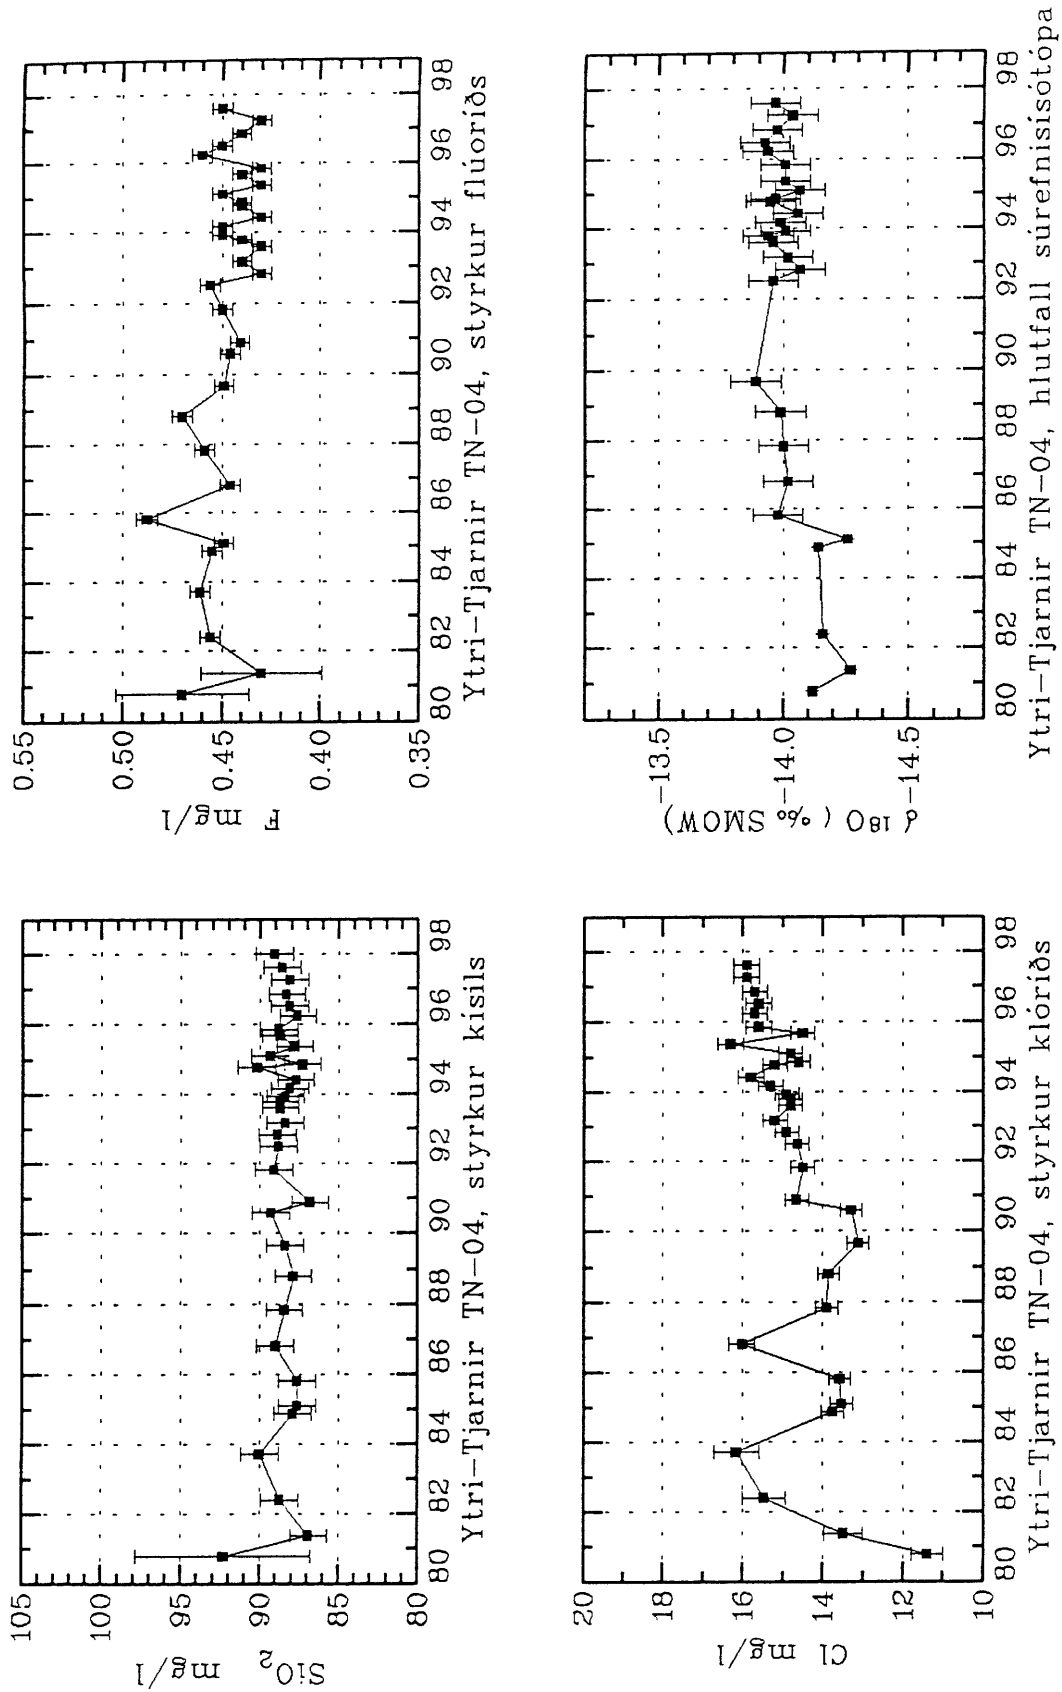 SiO2 mg/l
105
100
95
90
85
80
80 82 84 86 88 90 92 94 96 98
Ytri-Tjarnir TN-04, styrkur kísils
F mg/l
0.55
0.50
0.45
0.40
0.35
80 82 84 86 88 90 92 94 96 98
Ytri-Tjarnir TN-04, styrkur flúoríðs
Cl mg/l
20
18
16
14
12
10
80 82 84 86 88 90 92 94 96 98
Ytri-Tjarnir TN-04, styrkur klóríðs
δ 18O (‰ SMOW)
-13.5
-14.0
-14.5
80 82 84 86 88 90 92 94 96 98
Ytri-Tjarnir TN-04, hlutfall súrefnisísótópa